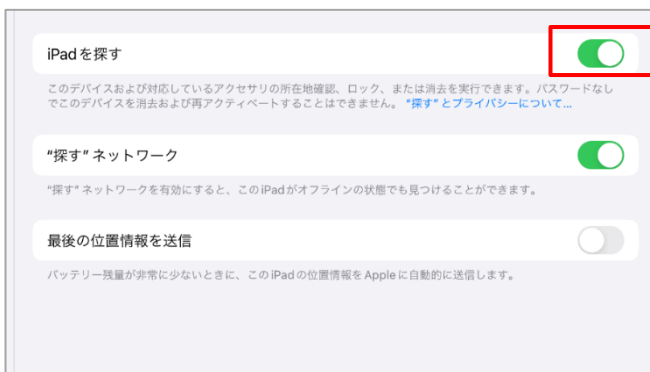 iPadを探す
このデバイスおよび対応しているアクセサリの所在地確認、ロック、または消去を実行できます。パスワードなし
でこのデバイスを消去および再アクティベートすることはできません。 “探す”とプライバシーについて...
“探す”ネットワーク
“探す”ネットワークを有効にすると、このiPadがオフラインの状態でも見つけることができます。
最後の位置情報を送信
バッテリー残量が非常に少ないときに、このiPadの位置情報をAppleに自動的に送信します。